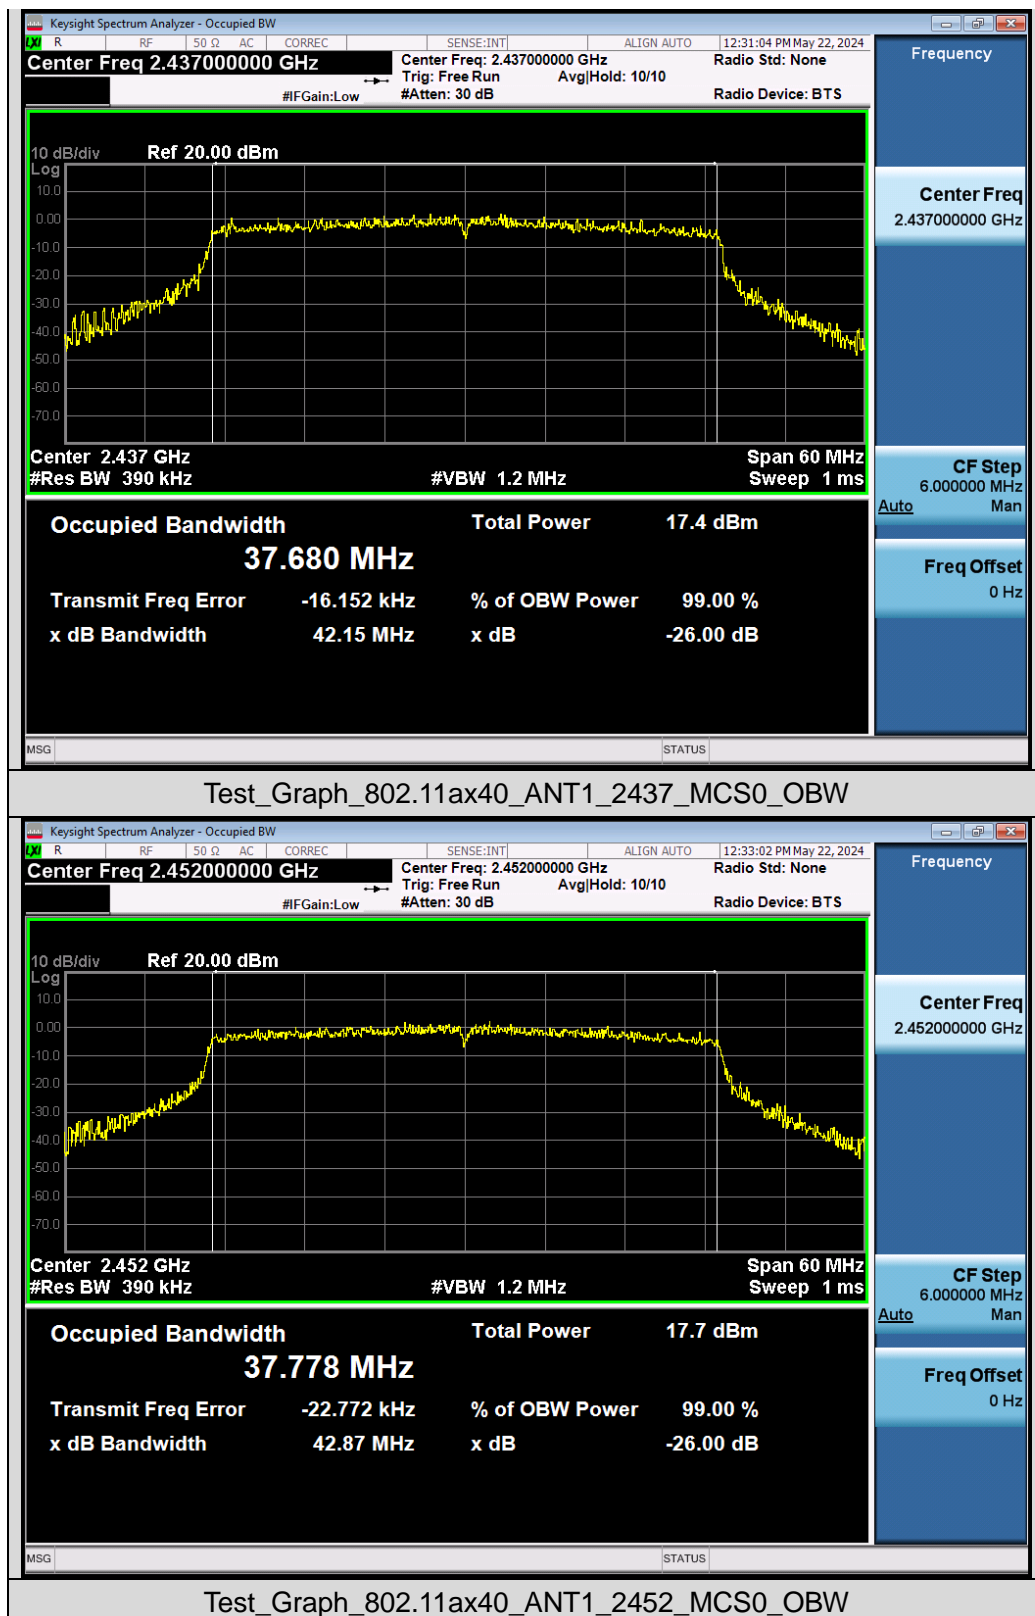 Keysight Spectrum Analyzer - Occupied BW
LXI R RF 50 Ω AC CORREC SENSE:INT ALIGN AUTO 12:31:04 PM May 22, 2024
Center Freq 2.437000000 GHz Center Freq: 2.437000000 GHz Radio Std: None
Trig: Free Run Avg|Hold: 10/10
#IFGain:Low #Atten: 30 dB Radio Device: BTS
Frequency
10 dB/div Ref 20.00 dBm
Log
10.0
0.00
-10.0
-20.0
-30.0
-40.0
-50.0
-60.0
-70.0
Center Freq
2.437000000 GHz
Center 2.437 GHz Span 60 MHz
#Res BW 390 kHz #VBW 1.2 MHz Sweep 1 ms
CF Step
6.000000 MHz
Auto Man
Occupied Bandwidth Total Power 17.4 dBm
37.680 MHz
Transmit Freq Error -16.152 kHz % of OBW Power 99.00 %
x dB Bandwidth 42.15 MHz x dB -26.00 dB
Freq Offset
0 Hz
MSG STATUS
Test_Graph_802.11ax40_ANT1_2437_MCS0_OBW
Keysight Spectrum Analyzer - Occupied BW
LXI R RF 50 Ω AC CORREC SENSE:INT ALIGN AUTO 12:33:02 PM May 22, 2024
Center Freq 2.452000000 GHz Center Freq: 2.452000000 GHz Radio Std: None
Trig: Free Run Avg|Hold: 10/10
#IFGain:Low #Atten: 30 dB Radio Device: BTS
Frequency
10 dB/div Ref 20.00 dBm
Log
10.0
0.00
-10.0
-20.0
-30.0
-40.0
-50.0
-60.0
-70.0
Center Freq
2.452000000 GHz
Center 2.452 GHz Span 60 MHz
#Res BW 390 kHz #VBW 1.2 MHz Sweep 1 ms
CF Step
6.000000 MHz
Auto Man
Occupied Bandwidth Total Power 17.7 dBm
37.778 MHz
Transmit Freq Error -22.772 kHz % of OBW Power 99.00 %
x dB Bandwidth 42.87 MHz x dB -26.00 dB
Freq Offset
0 Hz
MSG STATUS
Test_Graph_802.11ax40_ANT1_2452_MCS0_OBW